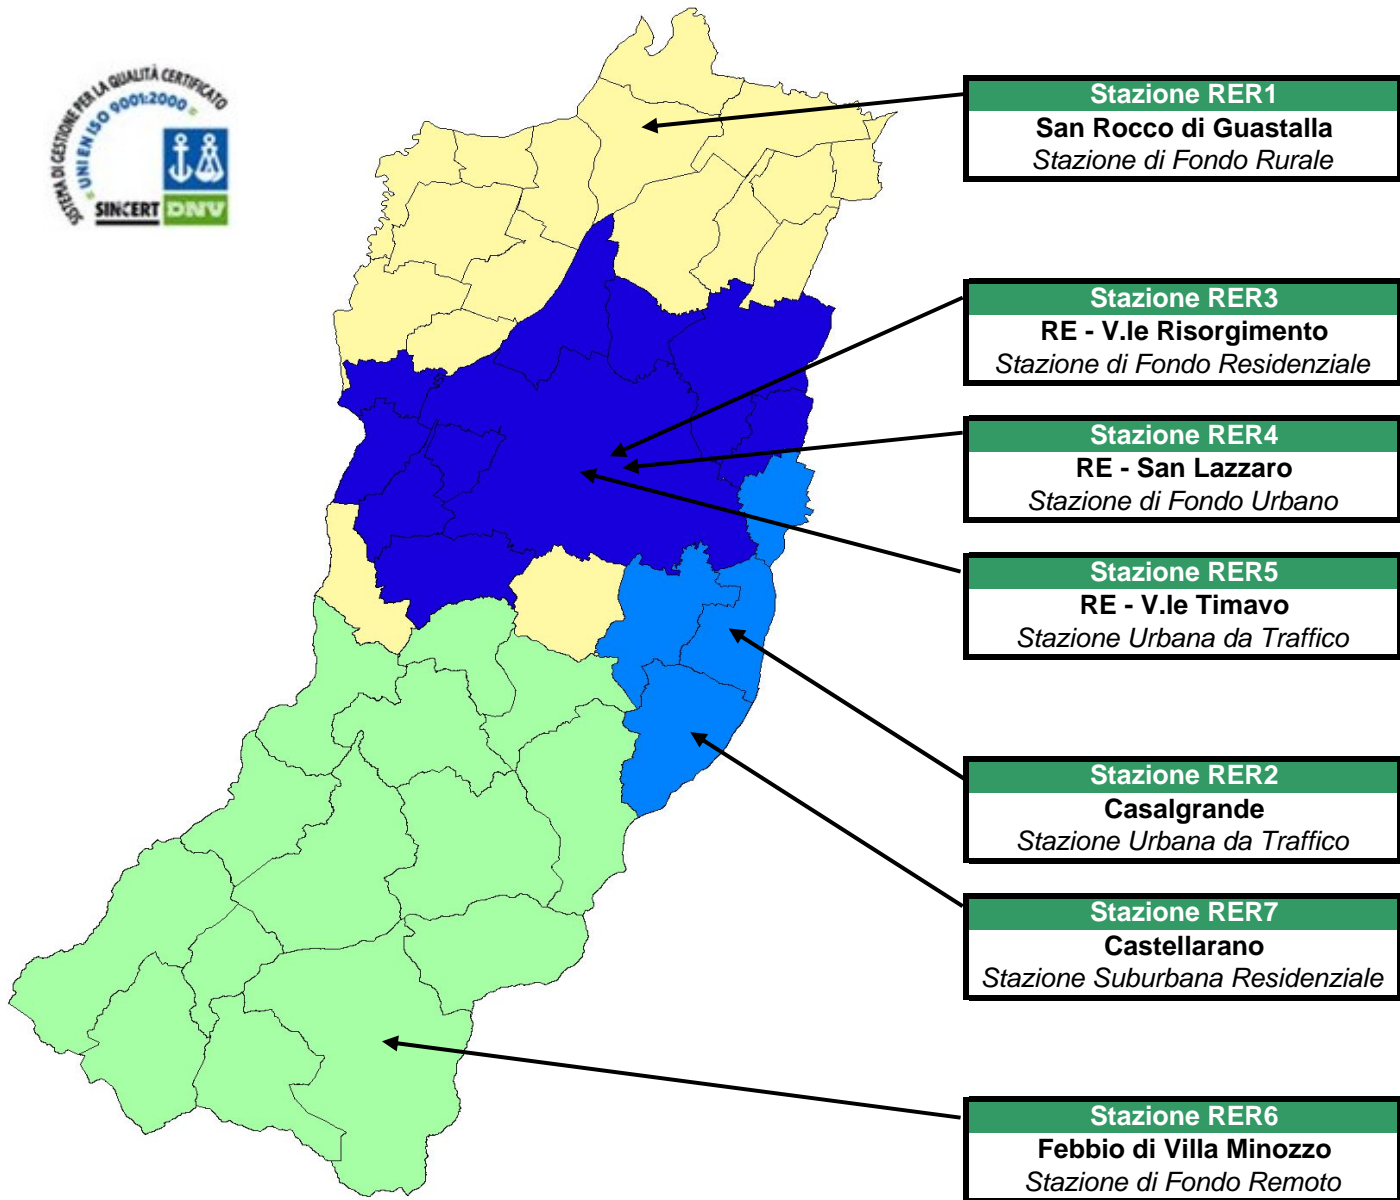 SISTEMA DI GESTIONE PER LA QUALITÀ CERTIFICATO
= UNI EN ISO 9001:2000 =
SINCERT DNV
Stazione RER1
San Rocco di Guastalla
Stazione di Fondo Rurale
Stazione RER3
RE - V.le Risorgimento
Stazione di Fondo Residenziale
Stazione RER4
RE - San Lazzaro
Stazione di Fondo Urbano
Stazione RER5
RE - V.le Timavo
Stazione Urbana da Traffico
Stazione RER2
Casalgrande
Stazione Urbana da Traffico
Stazione RER7
Castellarano
Stazione Suburbana Residenziale
Stazione RER6
Febbio di Villa Minozzo
Stazione di Fondo Remoto